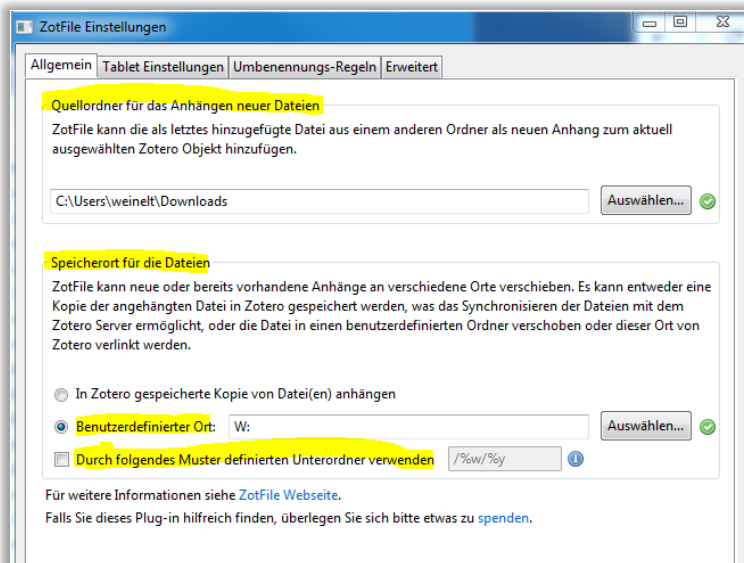 ZotFile Einstellungen
Allgemein Tablet Einstellungen Umbenennungs-Regeln Erweitert
Quellordner für das Anhängen neuer Dateien
ZotFile kann die als letztes hinzugefügte Datei aus einem anderen Ordner als neuen Anhang zum aktuell
ausgewählten Zotero Objekt hinzufügen.
C:\Users\weinelt\Downloads Auswählen...
Speicherort für die Dateien
ZotFile kann neue oder bereits vorhandene Anhänge an verschiedene Orte verschieben. Es kann entweder eine
Kopie der angehängten Datei in Zotero gespeichert werden, was das Synchronisieren der Dateien mit dem
Zotero Server ermöglicht, oder die Datei in einen benutzerdefinierten Ordner verschoben oder dieser Ort von
Zotero verlinkt werden.
In Zotero gespeicherte Kopie von Datei(en) anhängen
Benutzerdefinierter Ort: W: Auswählen...
Durch folgendes Muster definierten Unterordner verwenden /%w/%y
Für weitere Informationen siehe ZotFile Webseite.
Falls Sie dieses Plug-in hilfreich finden, überlegen Sie sich bitte etwas zu spenden.